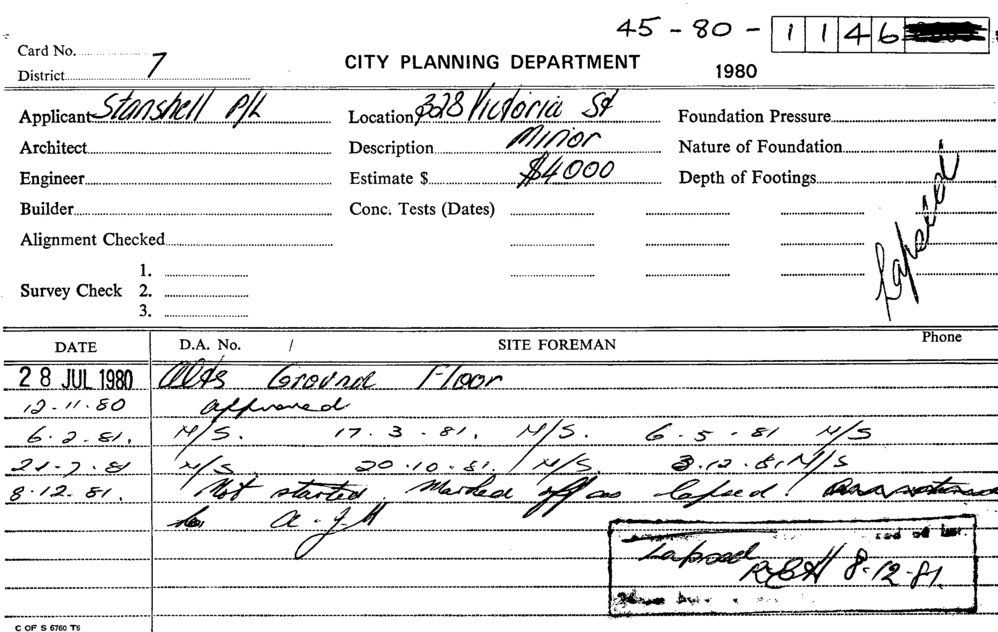 45 - 80 - 1146
Card No.
District 7
CITY PLANNING DEPARTMENT
1980
Applicant Stanshell P/L
Location 328 Victoria St
Foundation Pressure
Architect
Description Minor
Nature of Foundation
Engineer
Estimate $ $4000
Depth of Footings
Builder
Conc. Tests (Dates)
Lapsed
Alignment Checked
1.
Survey Check 2.
3.
DATE D.A. No. / SITE FOREMAN Phone
28 JUL 1980 Alts Ground Floor
12.11.80 approved
6.2.81. N/S. 17.3.81. N/S. 6.5.81 N/S
21.7.81 N/S. 20.10.81. N/S. 3.12.81. N/S
8.12.81. Not started. Marked off as lapsed.
Lapsed
8.12.81.
C OF S 6760 T6